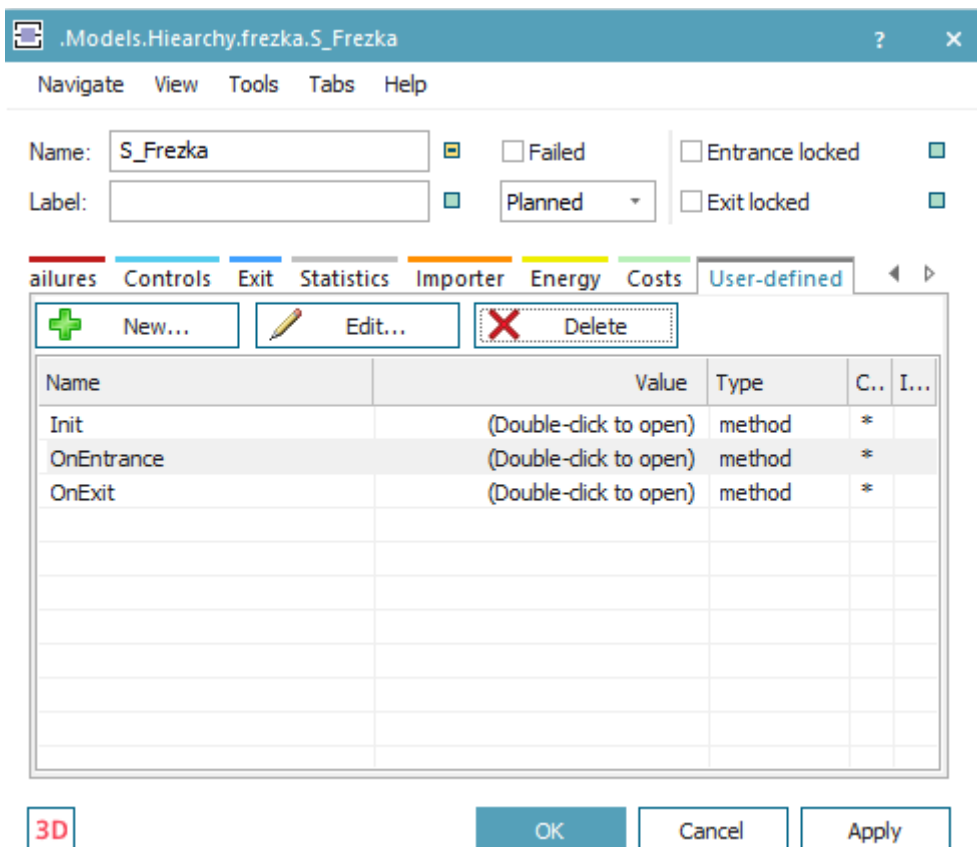 .Models.Hiearchy.frezka.S_Frezka ? ×
Navigate View Tools Tabs Help
Name: S_Frezka Failed Entrance locked
Label: Planned Exit locked
ailures Controls Exit Statistics Importer Energy Costs User-defined
New... Edit... Delete
Name Value Type C.. I...
Init (Double-click to open) method *
OnEntrance (Double-click to open) method *
OnExit (Double-click to open) method *
3D OK Cancel Apply